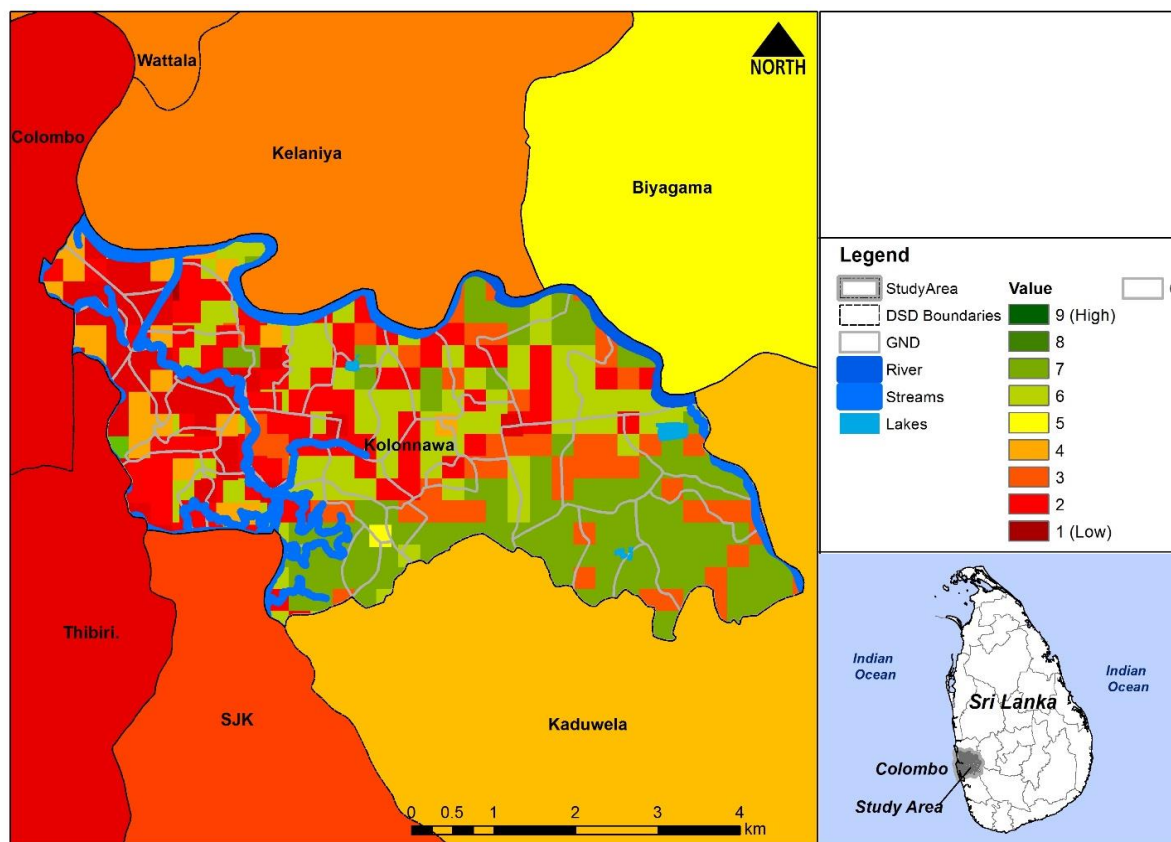 Wattala
NORTH
Colombo
Kelaniya
Biyagama
Kolonnawa
Thibiri.
SJK
Kaduwela
0 0.5 1 2 3 4
km
Legend
StudyArea
DSD Boundaries
GND
River
Streams
Lakes
Value
9 (High)
8
7
6
5
4
3
2
1 (Low)
Indian
Ocean
Indian
Ocean
Sri Lanka
Colombo
Study Area